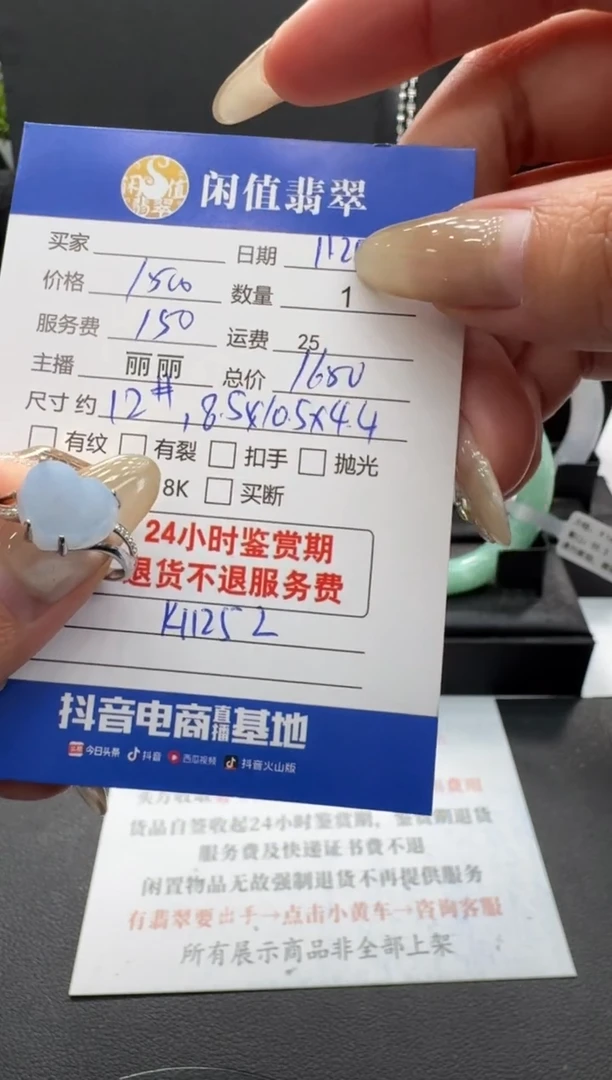 闲值翡翠
闲值翡翠
买家 日期
价格 1500 数量 1
服务费 150 运费 25
主播 丽丽 总价 1650
尺寸 约 12#, 8.5x10.5x4.4
有纹 有裂 扣手 抛光
8K 买断
24小时鉴赏期
退货不退服务费
K1125 2
抖音电商直播基地
今日头条 抖音 西瓜视频 抖音火山版
货品自签收起24小时鉴赏期，鉴赏期退货
服务费及快递证书费不退
闲置物品无故强制退货不再提供服务
有翡翠要出手→点击小黄车→咨询客服
所有展示商品非全部上架